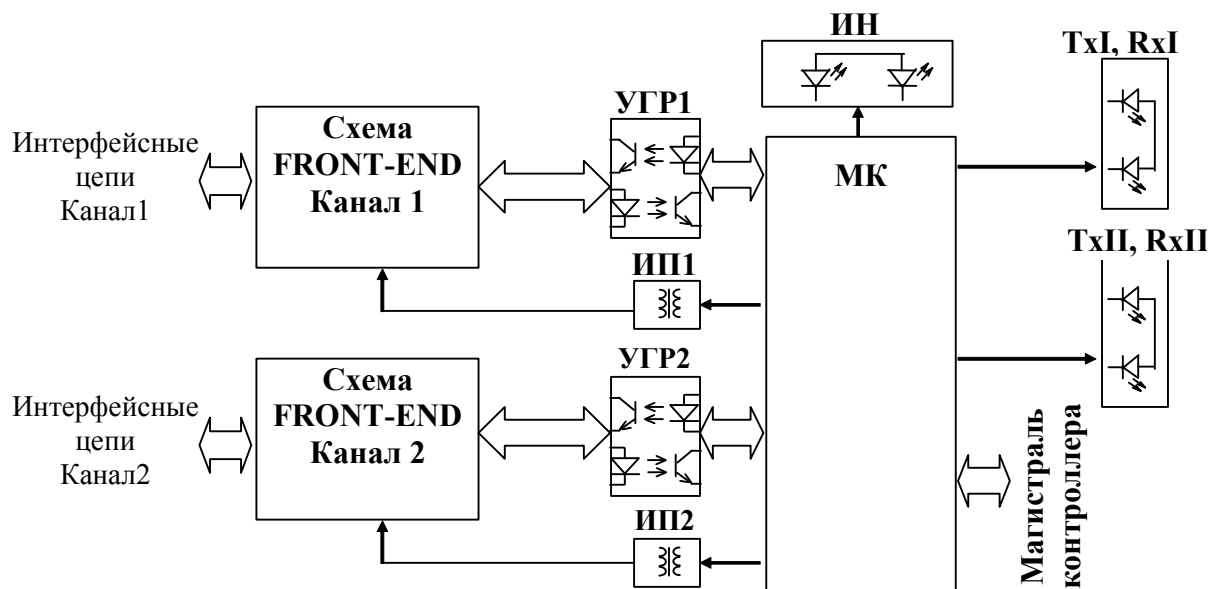 ИН
TxI, RxI
УГР1
Интерфейсные
цепи
Канал1
Схема
FRONT-END
Канал 1
МК
TxII, RxII
ИП1
УГР2
Интерфейсные
цепи
Канал2
Схема
FRONT-END
Канал 2
ИП2
Магистраль
контроллера